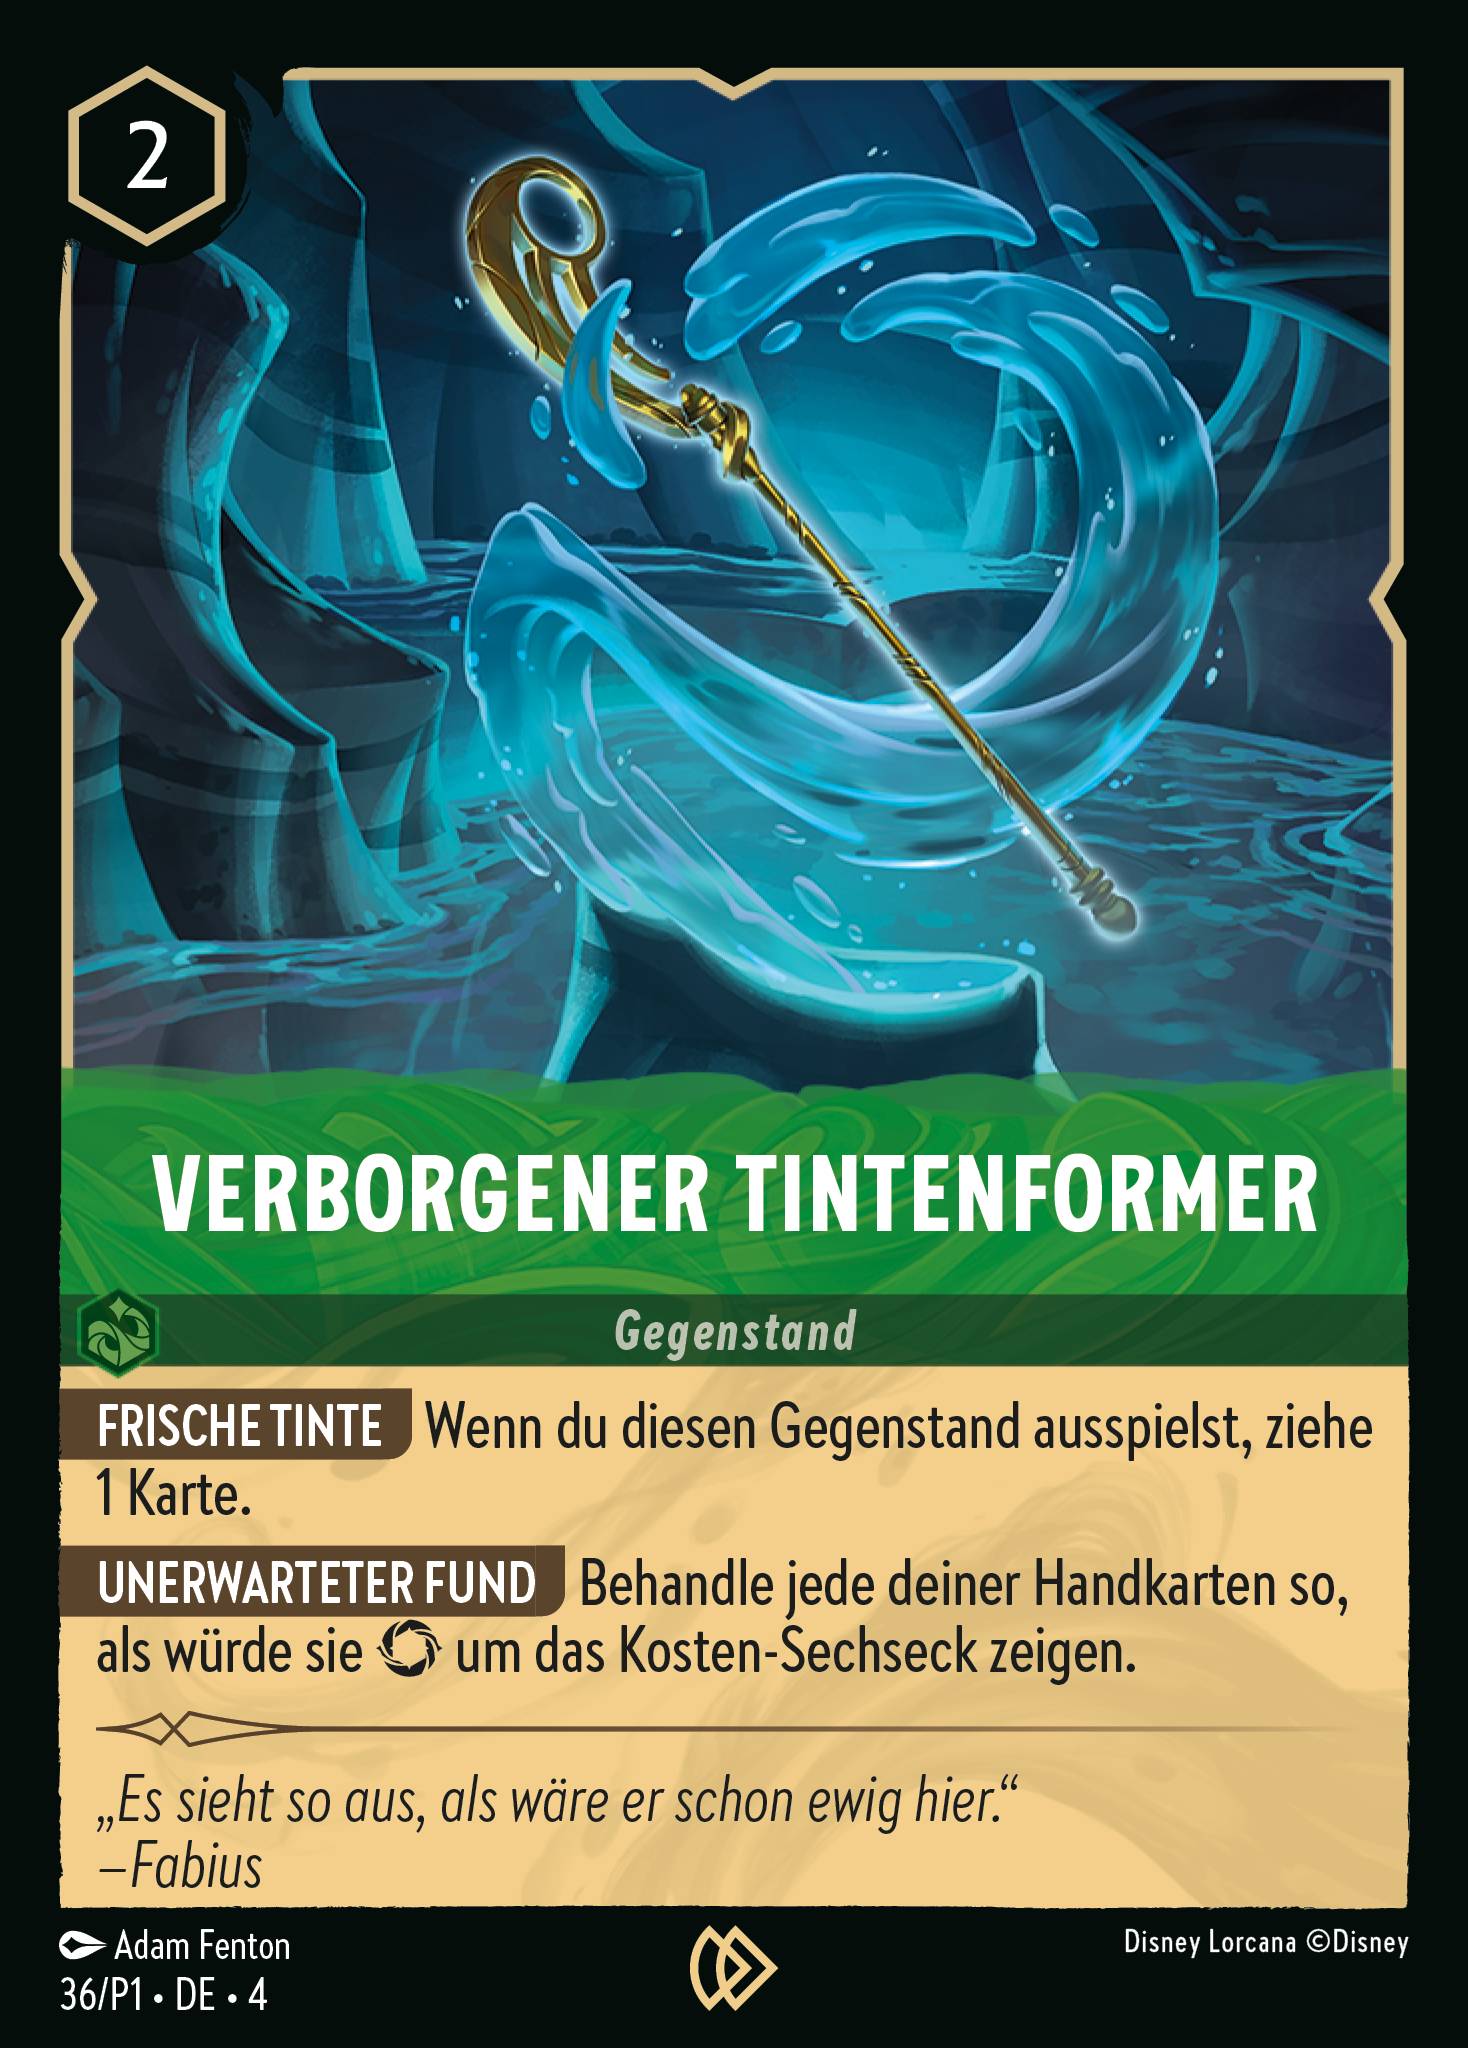 2
VERBORGENER TINTENFORMER
Gegenstand
FRISCHE TINTE Wenn du diesen Gegenstand ausspielst, ziehe
1 Karte.
UNERWARTETER FUND Behandle jede deiner Handkarten so,
als würde sie um das Kosten-Sechseck zeigen.
„Es sieht so aus, als wäre er schon ewig hier.“
–Fabius
Adam Fenton
Disney Lorcana ©Disney
36/P1 • DE • 4